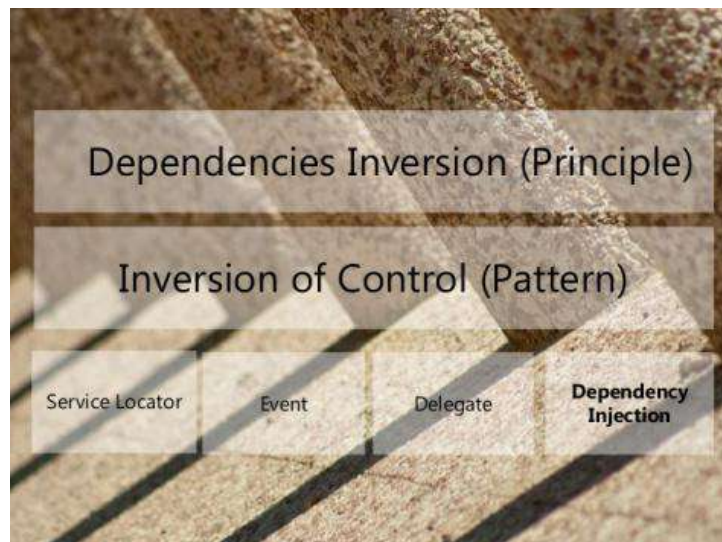 Dependencies Inversion (Principle)
Inversion of Control (Pattern)
Service Locator
Event
Delegate
Dependency
Injection